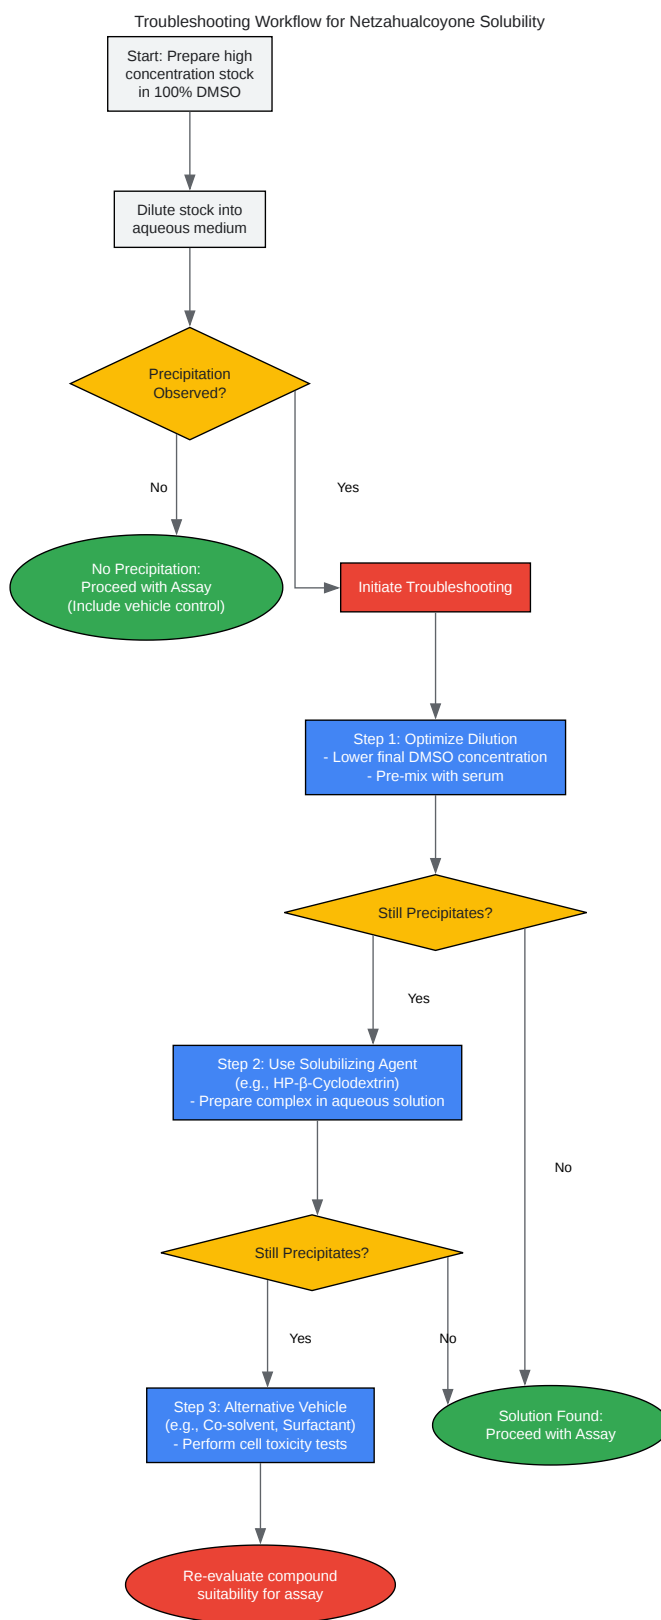 Troubleshooting Workflow for Netzahualcoyone Solubility
Start: Prepare high
concentration stock
in 100% DMSO
Dilute stock into
aqueous medium
Precipitation
Observed?
No
Yes
No Precipitation:
Proceed with Assay
(Include vehicle control)
Initiate Troubleshooting
Step 1: Optimize Dilution
- Lower final DMSO concentration
- Pre-mix with serum
Still Precipitates?
Yes
Step 2: Use Solubilizing Agent
(e.g., HP-β-Cyclodextrin)
- Prepare complex in aqueous solution
No
Still Precipitates?
Yes
No
Step 3: Alternative Vehicle
(e.g., Co-solvent, Surfactant)
- Perform cell toxicity tests
Solution Found:
Proceed with Assay
Re-evaluate compound
suitability for assay